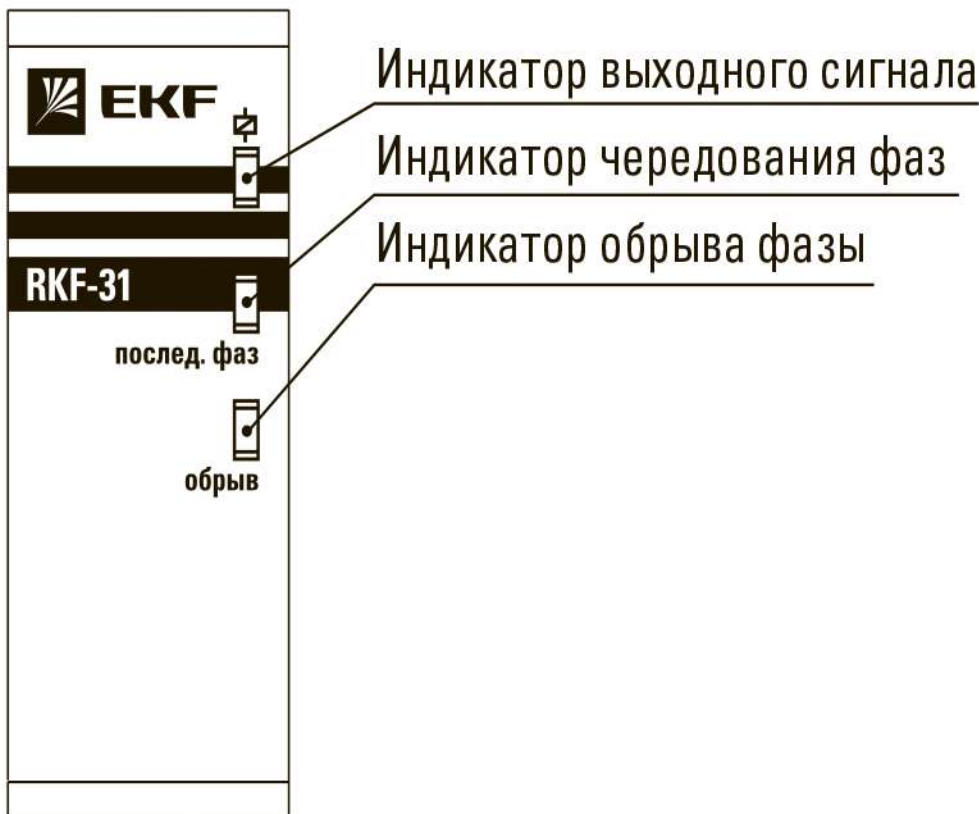 EKF
Индикатор выходного сигнала
Индикатор чередования фаз
Индикатор обрыва фазы
RKF-31
послед. фаз
обрыв